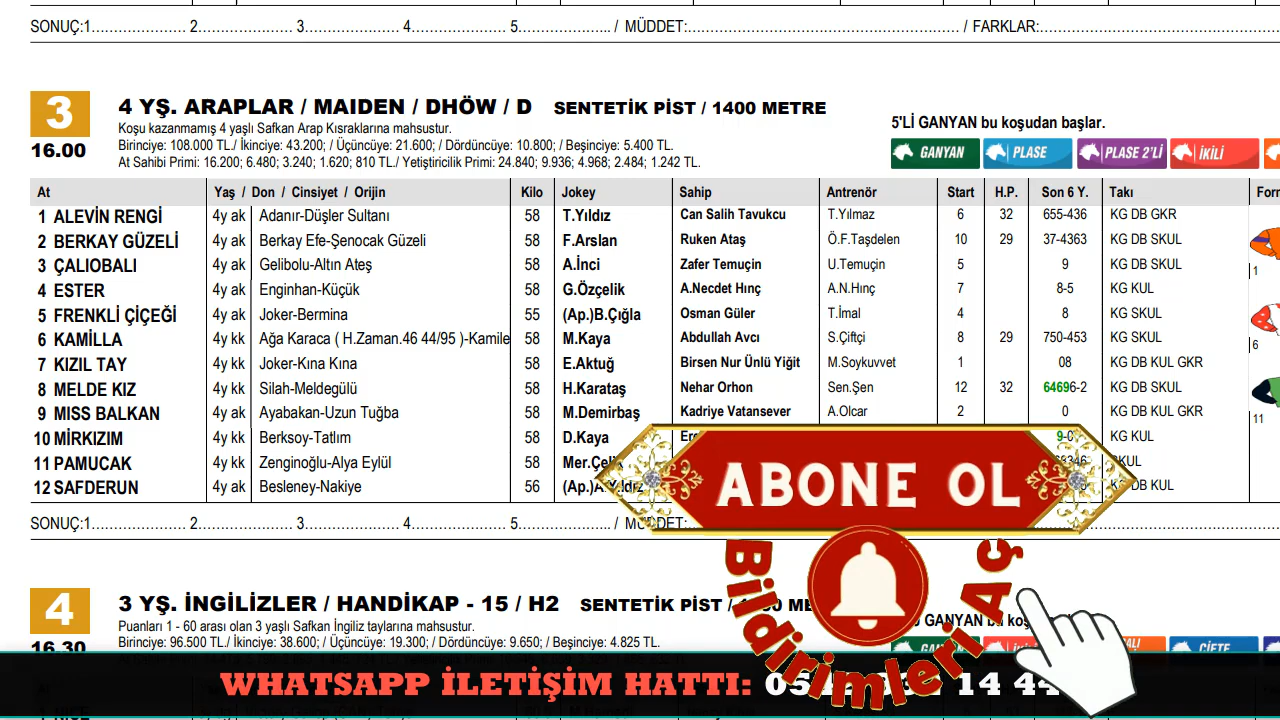 SONUÇ:1...................... 2....................... 3........................ 4...................... 5..................... / MÜDDET:................................................................ / FARKLAR:.........................................................
3 4 YŞ. ARAPLAR / MAIDEN / DHÖW / D SENTETİK PİST / 1400 METRE
16.00 Koşu kazanmamış 4 yaşlı Safkan Arap Kısraklarına mahsustur.
5'Lİ GANYAN bu koşudan başlar.
Birinciye: 108.000 TL./ İkinciye: 43.200; / Üçüncüye: 21.600; / Dördüncüye: 10.800; / Beşinciye: 5.400 TL.
At Sahibi Primi: 16.200; 6.480; 3.240; 1.620; 810 TL./ Yetiştiricilik Primi: 24.840; 9.936; 4.968; 2.484; 1.242 TL.
GANYAN PLASE PLASE 2'Lİ İKİLİ
At Yaş / Don / Cinsiyet / Orijin Kilo Jokey Sahip Antrenör Start H.P. Son 6 Y. Takı
1 ALEVİN RENGİ 4y ak Adanır-Düşler Sultanı 58 T.Yıldız Can Salih Tavukcu T.Yılmaz 6 32 655-436 KG DB GKR
2 BERKAY GÜZELİ 4y ak Berkay Efe-Şenocak Güzeli 58 F.Arslan Ruken Ataş Ö.F.Taşdelen 10 29 37-4363 KG DB SKUL
3 ÇALIOBALI 4y ak Gelibolu-Altın Ateş 58 A.İnci Zafer Temuçin U.Temuçin 5 9 KG DB SKUL 1
4 ESTER 4y ak Enginhan-Küçük 58 G.Özçelik A.Necdet Hınç A.N.Hınç 7 8-5 KG KUL
5 FRENKLİ ÇİÇEĞİ 4y ak Joker-Bermina 55 (Ap.)B.Çığla Osman Güler T.İmal 4 8 KG SKUL
6 KAMİLLA 4y kk Ağa Karaca ( H.Zaman.46 44/95 )-Kamile 58 M.Kaya Abdullah Avcı S.Çiftçi 8 29 750-453 KG SKUL 6
7 KIZIL TAY 4y kk Joker-Kına Kına 58 E.Aktuğ Birsen Nur Ünlü Yiğit M.Soykuvvet 1 08 KG DB KUL GKR
8 MELDE KIZ 4y kk Silah-Meldegülü 58 H.Karataş Nehar Orhon Sen.Şen 12 32 64696-2 KG DB SKUL
9 MISS BALKAN 4y ak Ayabakan-Uzun Tuğba 58 M.Demirbaş Kadriye Vatansever A.Olcar 2 0 KG DB KUL GKR 11
10 MİRKIZIM 4y kk Berksoy-Tatlım 58 D.Kaya KG KUL
11 PAMUCAK 4y kk Zenginoğlu-Alya Eylül 58
12 SAFDERUN 4y ak Besleney-Nakiye 56 DB KUL
ABONE OL
SONUÇ:1...................... 2....................... 3........................ 4...................... 5..................... / MÜDDET:
Bildirimleri Aç
4 3 YŞ. İNGİLİZLER / HANDİKAP - 15 / H2 SENTETİK PİST /
16.30 Puanları 1 - 60 arası olan 3 yaşlı Safkan İngiliz taylarına mahsustur.
GANYAN
Birinciye: 96.500 TL./ İkinciye: 38.600; / Üçüncüye: 19.300; / Dördüncüye: 9.650; / Beşinciye: 4.825 TL.
GANYAN ÇİFTE
WHATSAPP İLETİŞİM HATTI: 05 14 44